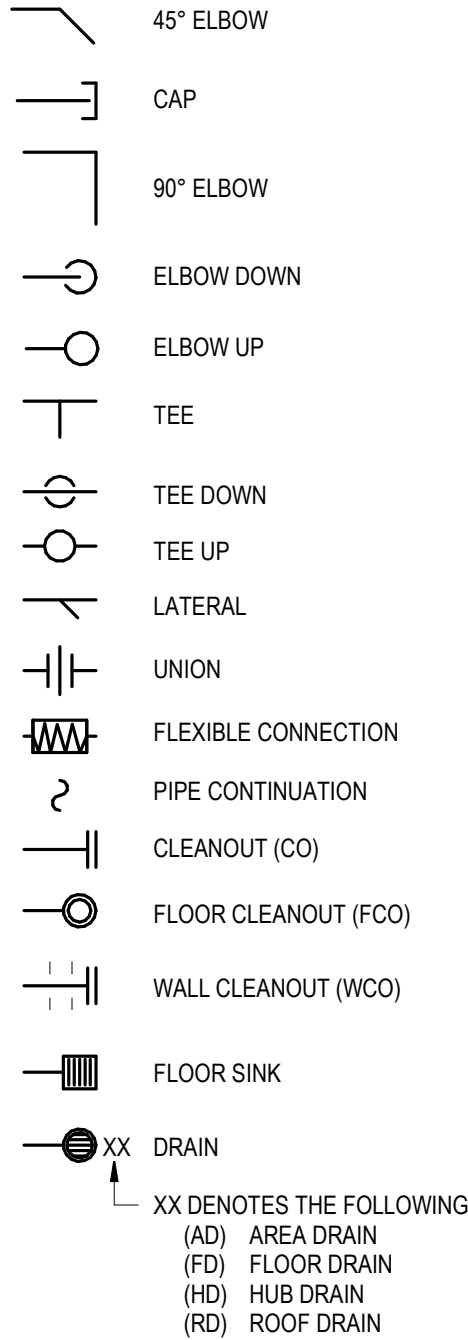 45° ELBOW
CAP
90° ELBOW
ELBOW DOWN
ELBOW UP
TEE
TEE DOWN
TEE UP
LATERAL
UNION
FLEXIBLE CONNECTION
PIPE CONTINUATION
CLEANOUT (CO)
FLOOR CLEANOUT (FCO)
WALL CLEANOUT (WCO)
FLOOR SINK
XX DRAIN
XX DENOTES THE FOLLOWING
(AD) AREA DRAIN
(FD) FLOOR DRAIN
(HD) HUB DRAIN
(RD) ROOF DRAIN